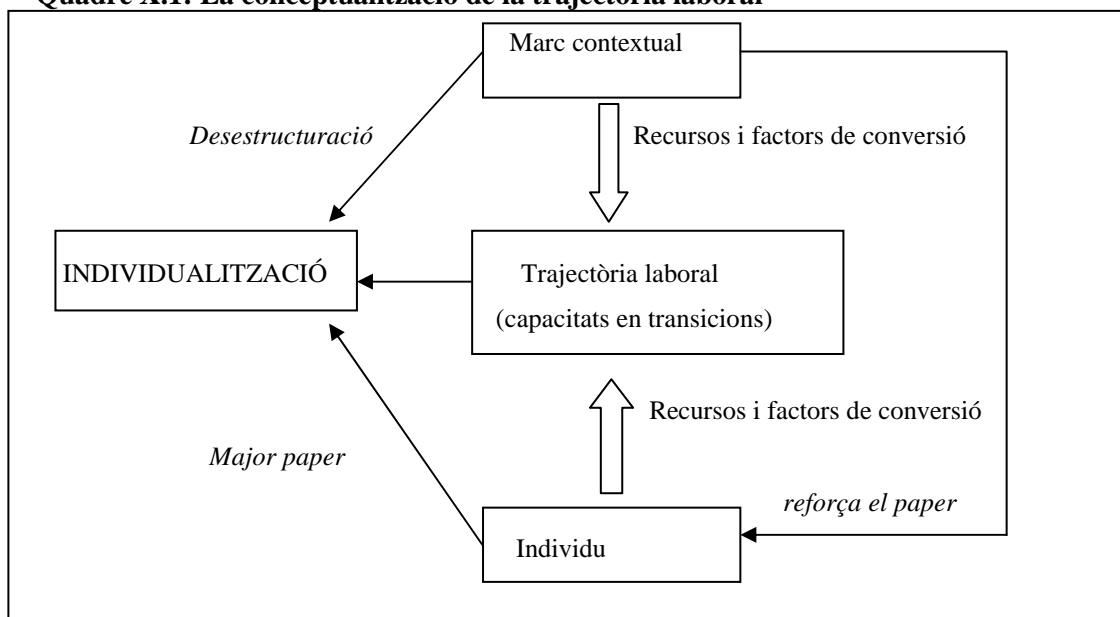 Quadre X.1. La conceptualització de la trajectòria laboral
Marc contextual
Desestructuració
Recursos i factors de conversió
INDIVIDUALITZACIÓ
Trajectòria laboral
(capacitats en transicions)
Recursos i factors de conversió
Major paper
reforça el paper
Individu